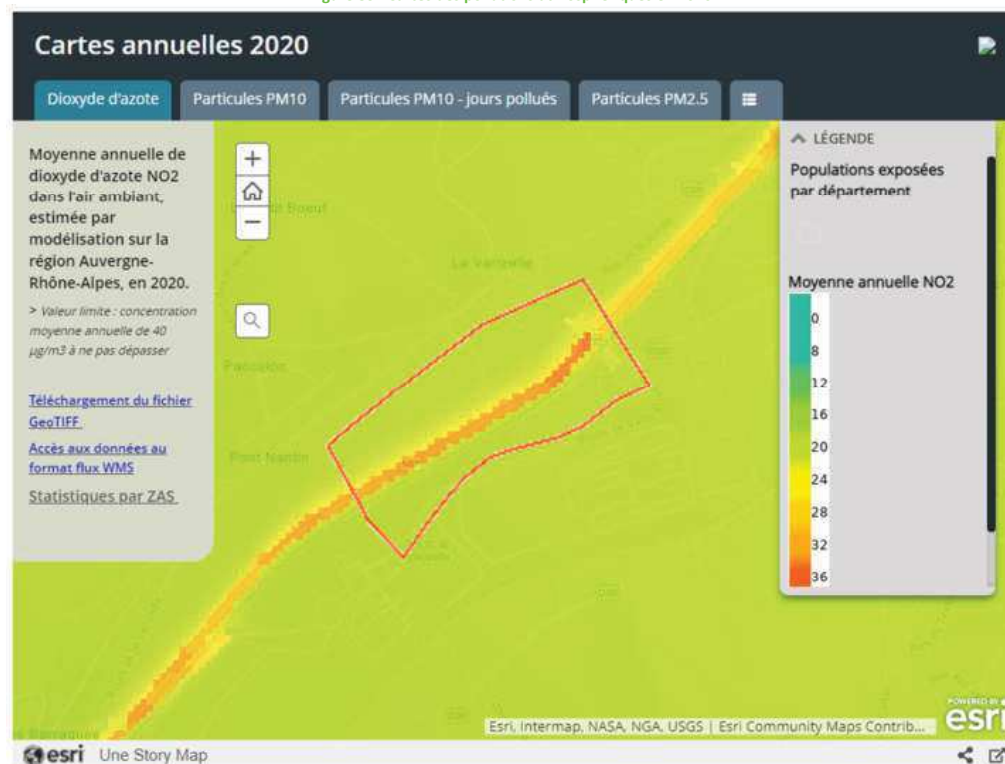 Cartes annuelles 2020
Dioxyde d'azote
Particules PM10
Particules PM10 - jours pollués
Particules PM2.5
Moyenne annuelle de
dioxyde d'azote NO2
dans l'air ambiant,
estimée par
modélisation sur la
région Auvergne-
Rhône-Alpes, en 2020.
> Valeur limite : concentration
moyenne annuelle de 40
µg/m3 à ne pas dépasser
Téléchargement du fichier
GeoTIFF
Accès aux données au
format flux WMS
Statistiques par ZAS
+
−
La Varizelle
Pont Nantin
LÉGENDE
Populations exposées
par département
Moyenne annuelle NO2
0
8
12
16
20
24
28
32
36
Esri, Intermap, NASA, NGA, USGS | Esri Community Maps Contrib...
POWERED BY
esri
esri Une Story Map